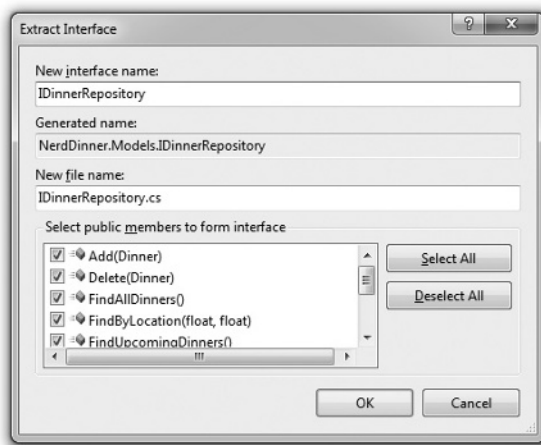 Extract Interface
New interface name:
IDinnerRepository
Generated name:
NerdDinner.Models.IDinnerRepository
New file name:
IDinnerRepository.cs
Select public members to form interface
Add(Dinner)
Delete(Dinner)
FindAllDinners()
FindByLocation(float, float)
FindUpcomingDinners()
Select All
Deselect All
OK
Cancel